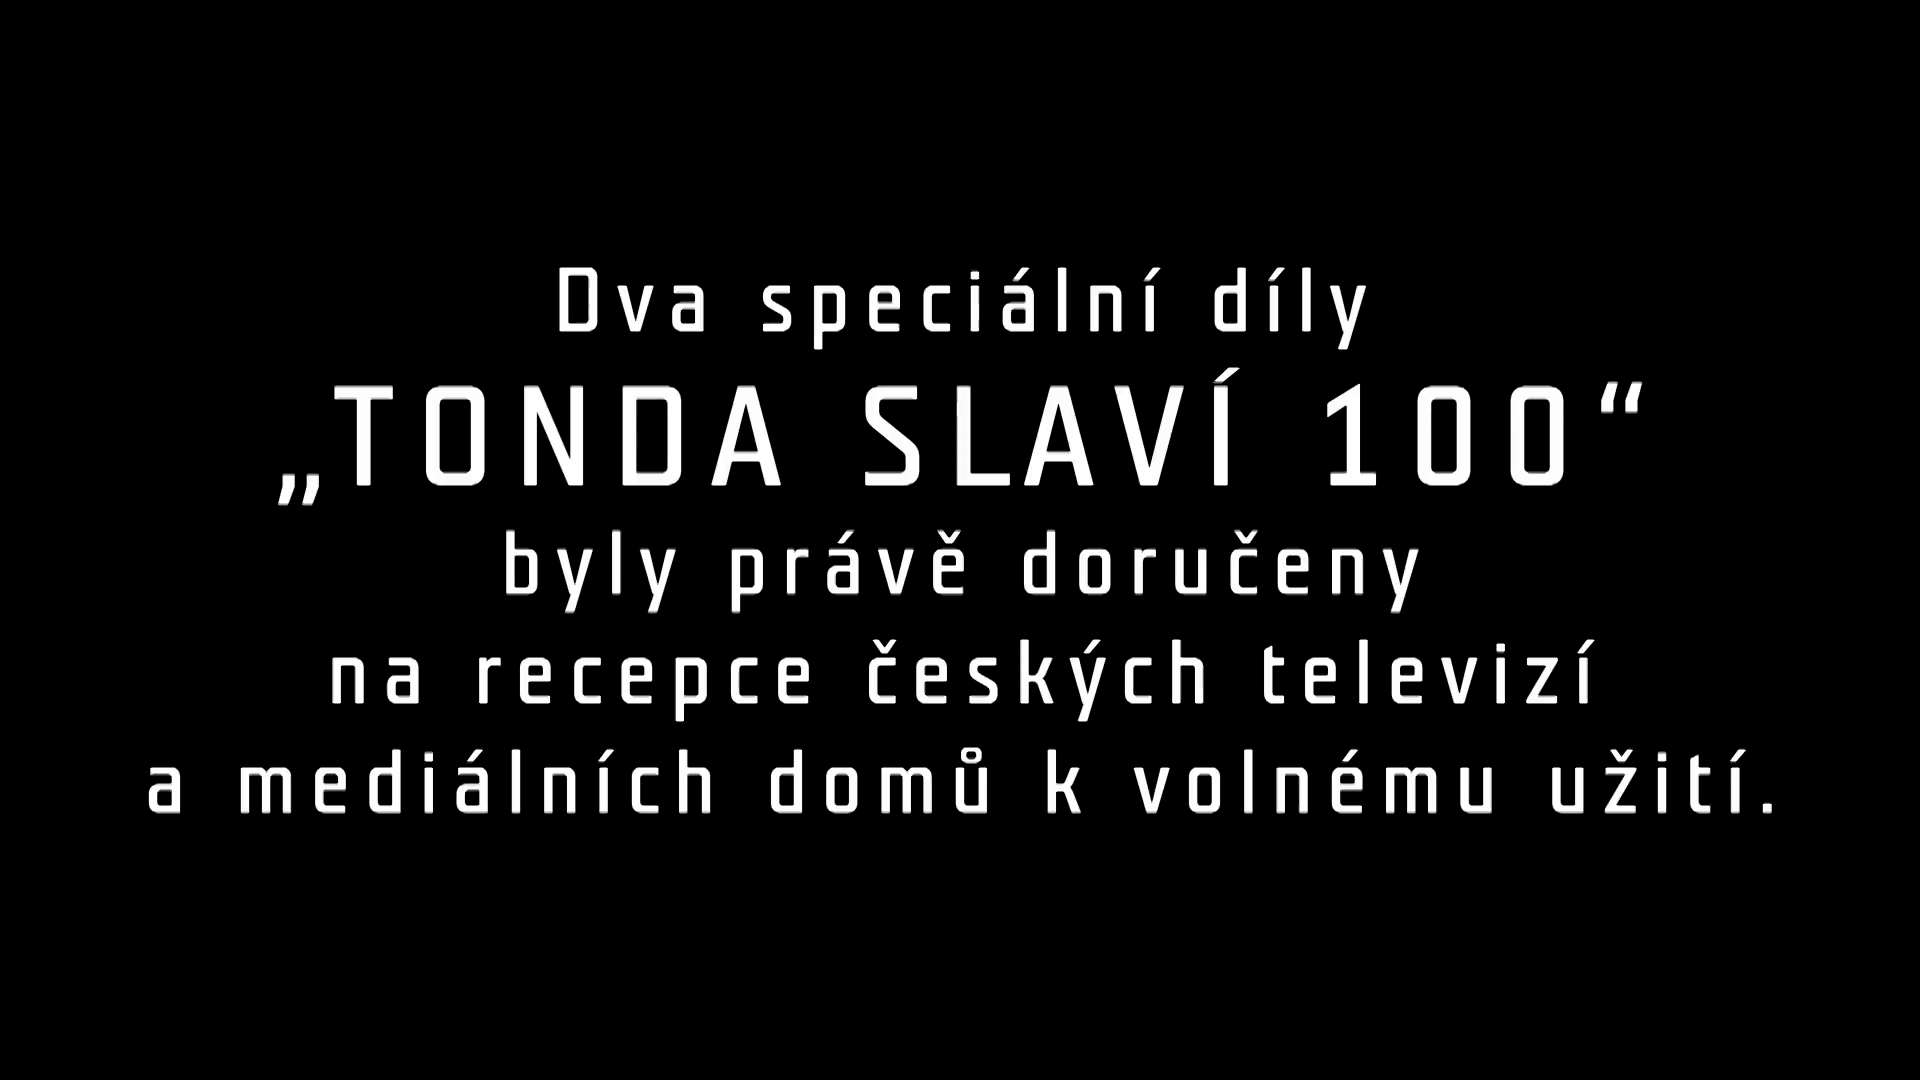 Dva speciální díly
„TONDA SLAVÍ 100“
byly právě doručeny
na recepce českých televizí
a mediálních domů k volnému užití.